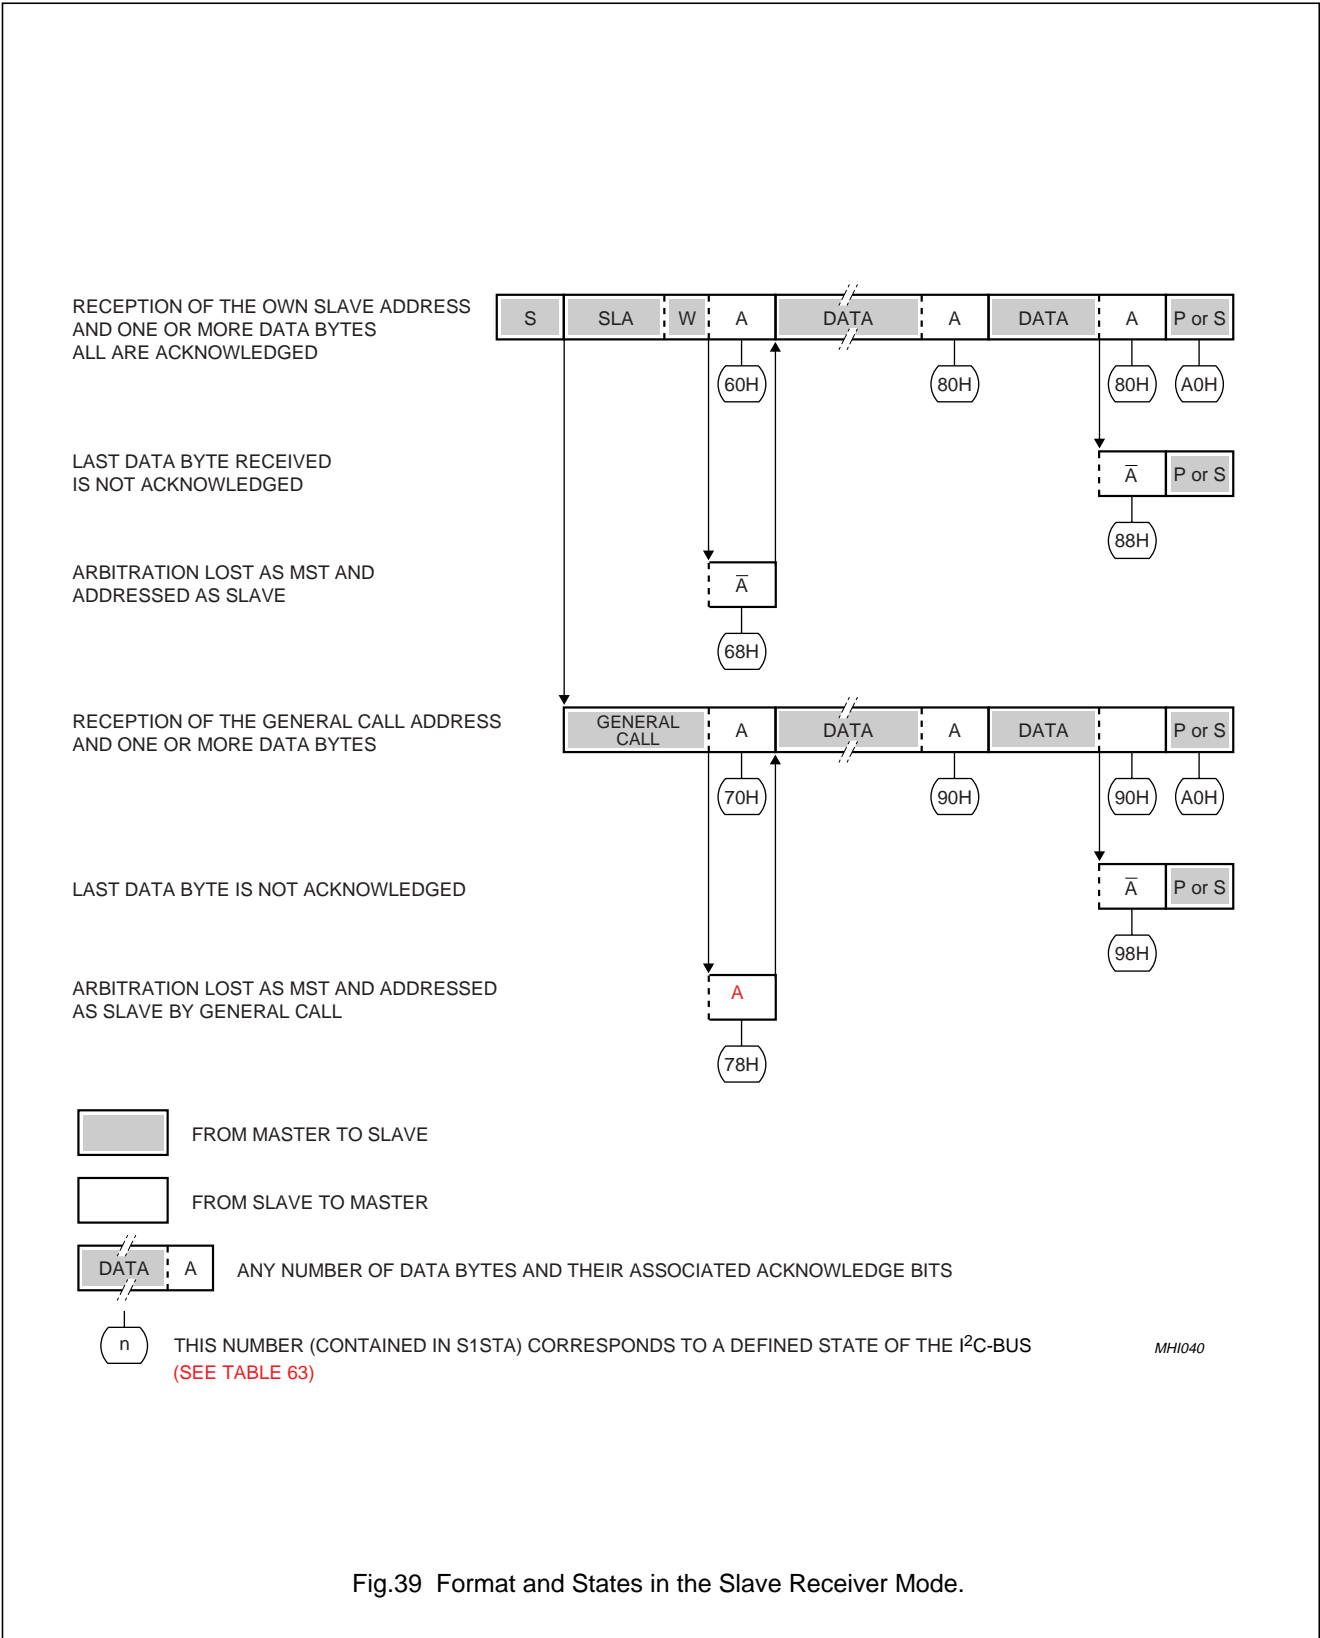 RECEPTION OF THE OWN SLAVE ADDRESS
AND ONE OR MORE DATA BYTES
ALL ARE ACKNOWLEDGED
S SLA W A DATA A DATA A P or S
60H 80H 80H A0H
LAST DATA BYTE RECEIVED
IS NOT ACKNOWLEDGED
A̅ P or S
88H
ARBITRATION LOST AS MST AND
ADDRESSED AS SLAVE
A̅
68H
RECEPTION OF THE GENERAL CALL ADDRESS
AND ONE OR MORE DATA BYTES
GENERAL
CALL
A DATA A DATA P or S
70H 90H 90H A0H
LAST DATA BYTE IS NOT ACKNOWLEDGED
A̅ P or S
98H
ARBITRATION LOST AS MST AND ADDRESSED
AS SLAVE BY GENERAL CALL
A
78H
FROM MASTER TO SLAVE
FROM SLAVE TO MASTER
DATA A ANY NUMBER OF DATA BYTES AND THEIR ASSOCIATED ACKNOWLEDGE BITS
n THIS NUMBER (CONTAINED IN S1STA) CORRESPONDS TO A DEFINED STATE OF THE I²C-BUS
(SEE TABLE 63)
MHI040
Fig.39 Format and States in the Slave Receiver Mode.